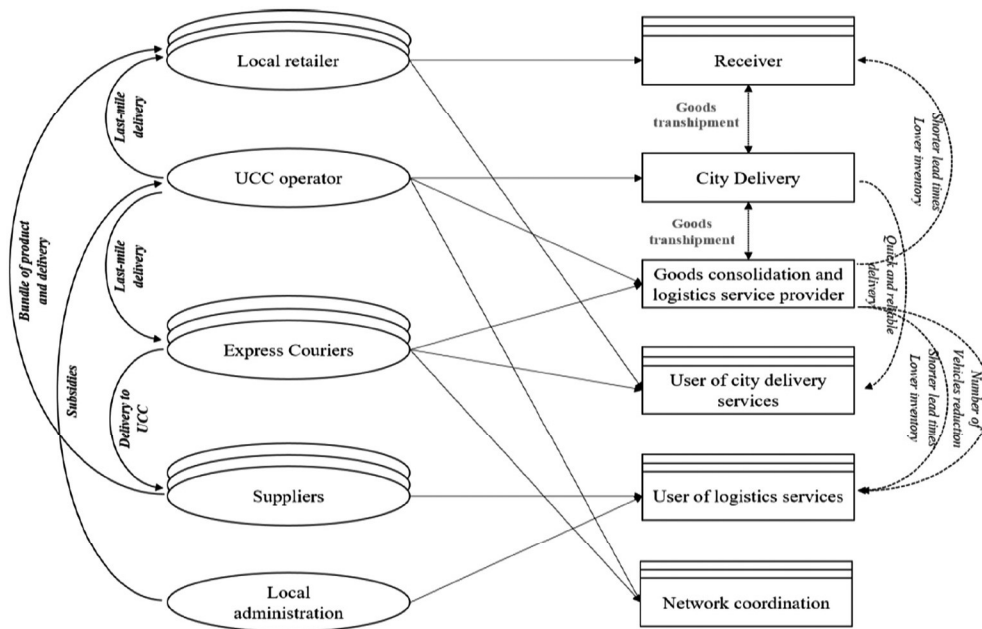 Local retailer
UCC operator
Express Couriers
Suppliers
Local
administration
Last-mile
delivery
Last-mile
delivery
Delivery to
UCC
Bundle of product
and delivery
Subsidies
Receiver
Goods
transhipment
City Delivery
Goods
transhipment
Goods consolidation and
logistics service provider
User of city delivery
services
User of logistics services
Network coordination
Shorter lead times
Lower inventory
Quick and reliable
delivery
Number of
Vehicles reduction
Shorter lead times
Lower inventory